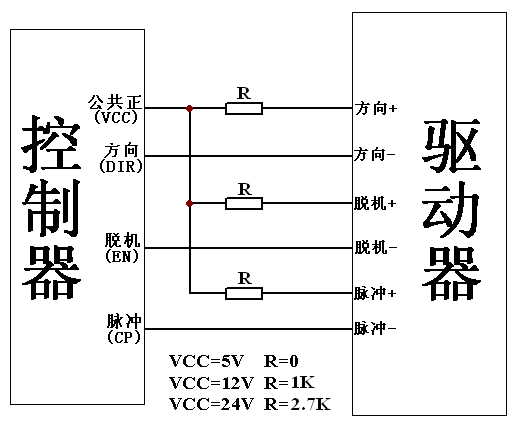 控制器
公共正
(VCC)
方向
(DIR)
脱机
(EN)
脉冲
(CP)
R
R
R
方向+
方向-
脱机+
脱机-
脉冲+
脉冲-
驱动器
VCC=5V R=0
VCC=12V R=1K
VCC=24V R=2.7K